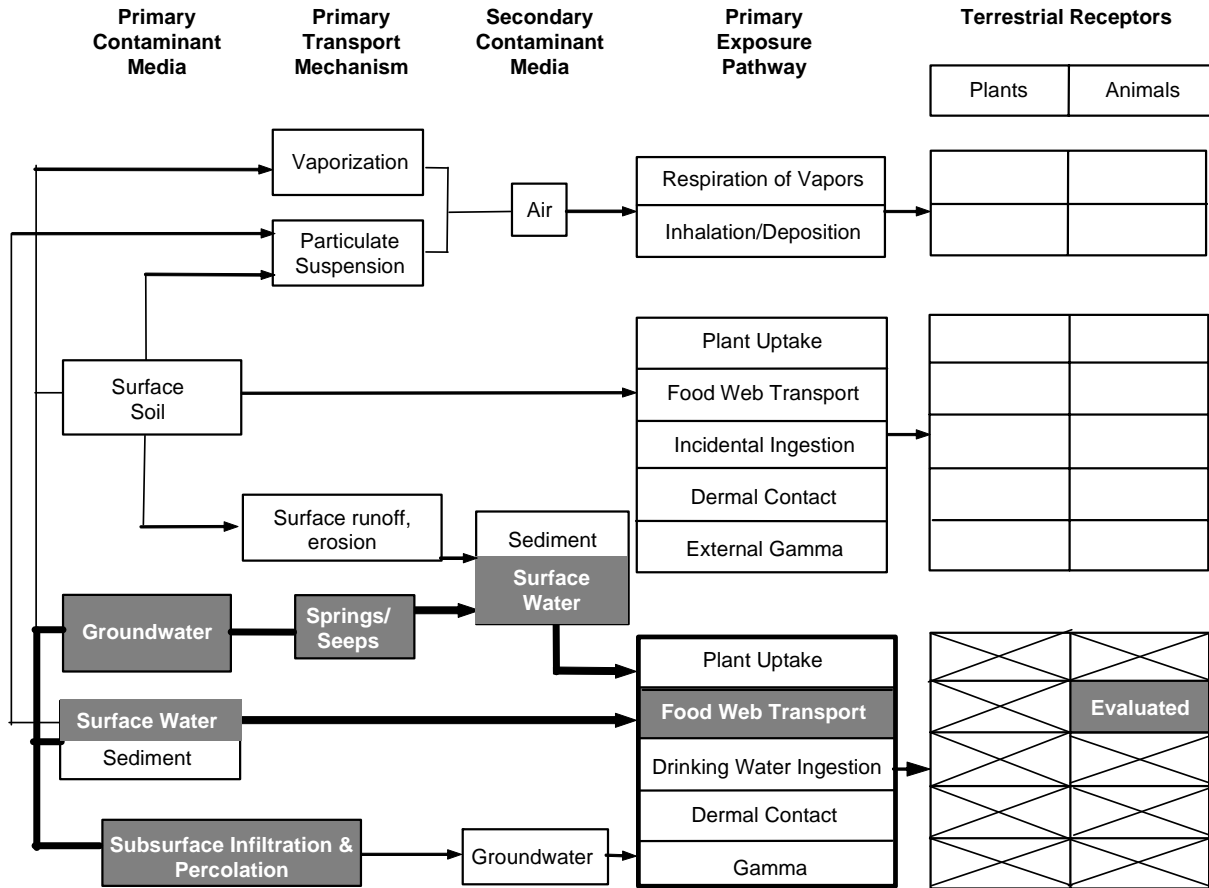 Primary
Contaminant
Media
Primary
Transport
Mechanism
Secondary
Contaminant
Media
Primary
Exposure
Pathway
Terrestrial Receptors
Plants
Animals
Vaporization
Respiration of Vapors
Air
Particulate
Suspension
Inhalation/Deposition
Plant Uptake
Surface
Soil
Food Web Transport
Incidental Ingestion
Dermal Contact
Surface runoff,
erosion
Sediment
External Gamma
Surface
Water
Groundwater
Springs/
Seeps
Plant Uptake
Surface Water
Food Web Transport
Evaluated
Sediment
Drinking Water Ingestion
Dermal Contact
Subsurface Infiltration &
Percolation
Groundwater
Gamma